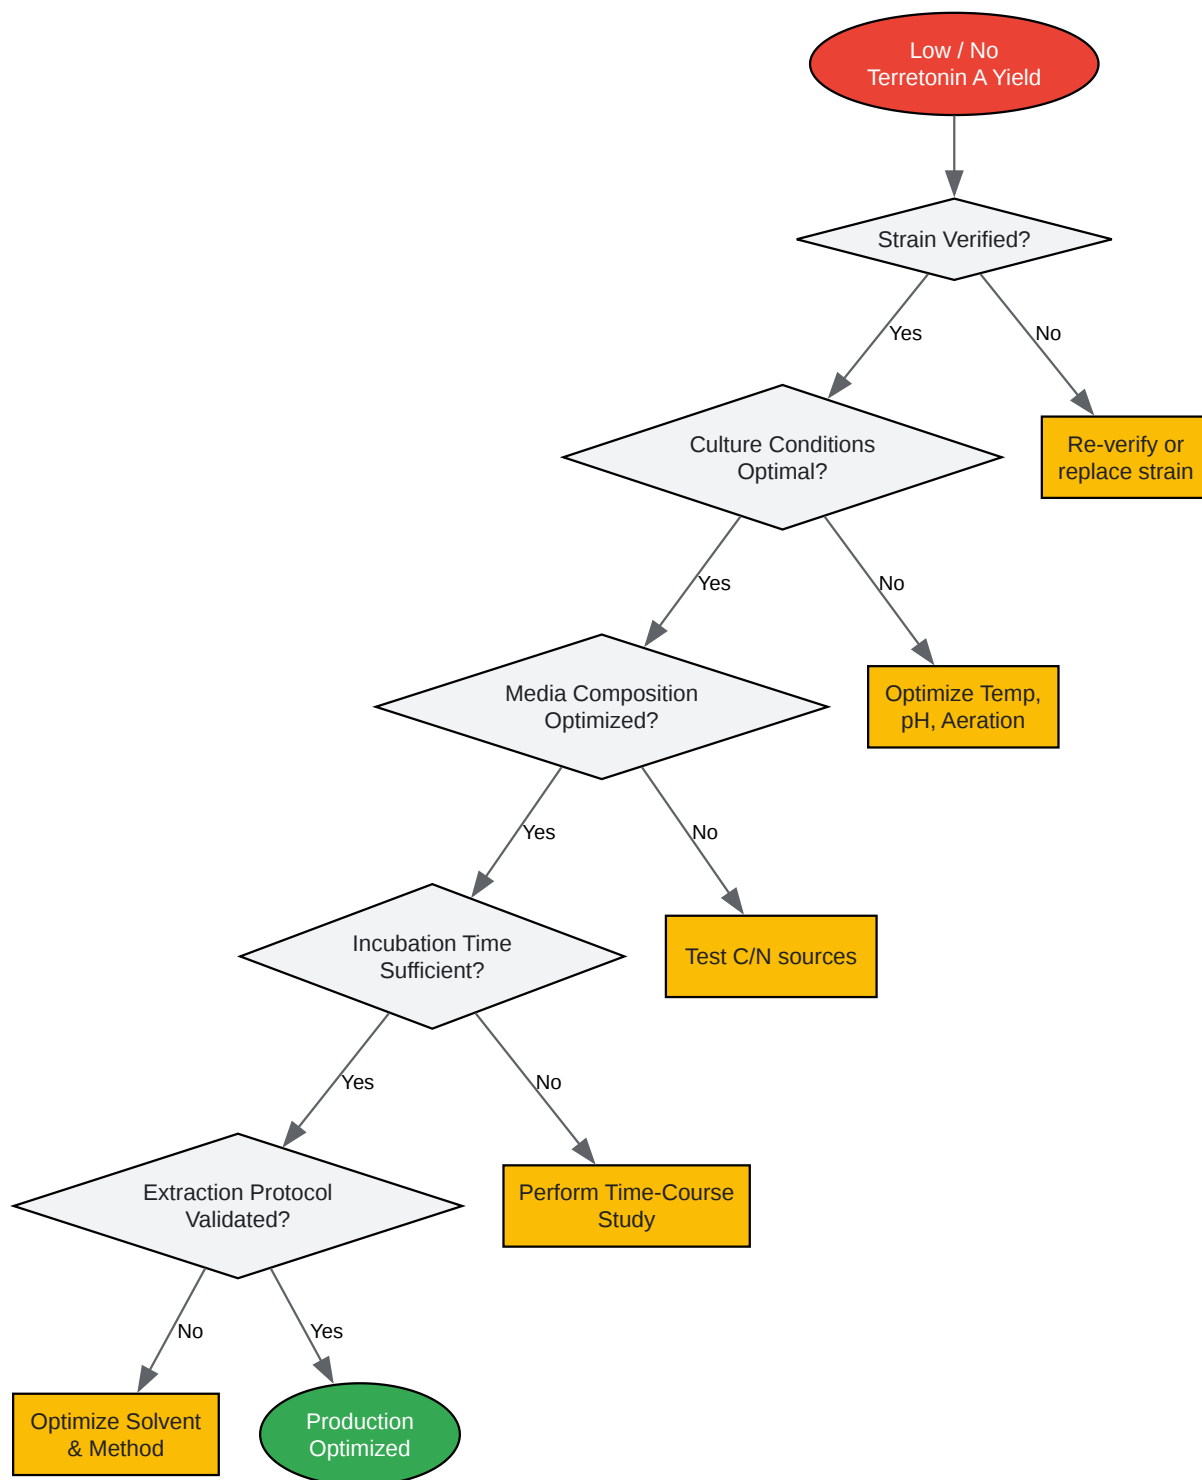 Low / No
Terretonin A Yield
Strain Verified?
Yes
No
Culture Conditions
Optimal?
Re-verify or
replace strain
Yes
No
Media Composition
Optimized?
Optimize Temp,
pH, Aeration
Yes
No
Incubation Time
Sufficient?
Test C/N sources
Yes
No
Extraction Protocol
Validated?
Perform Time-Course
Study
No
Yes
Optimize Solvent
& Method
Production
Optimized